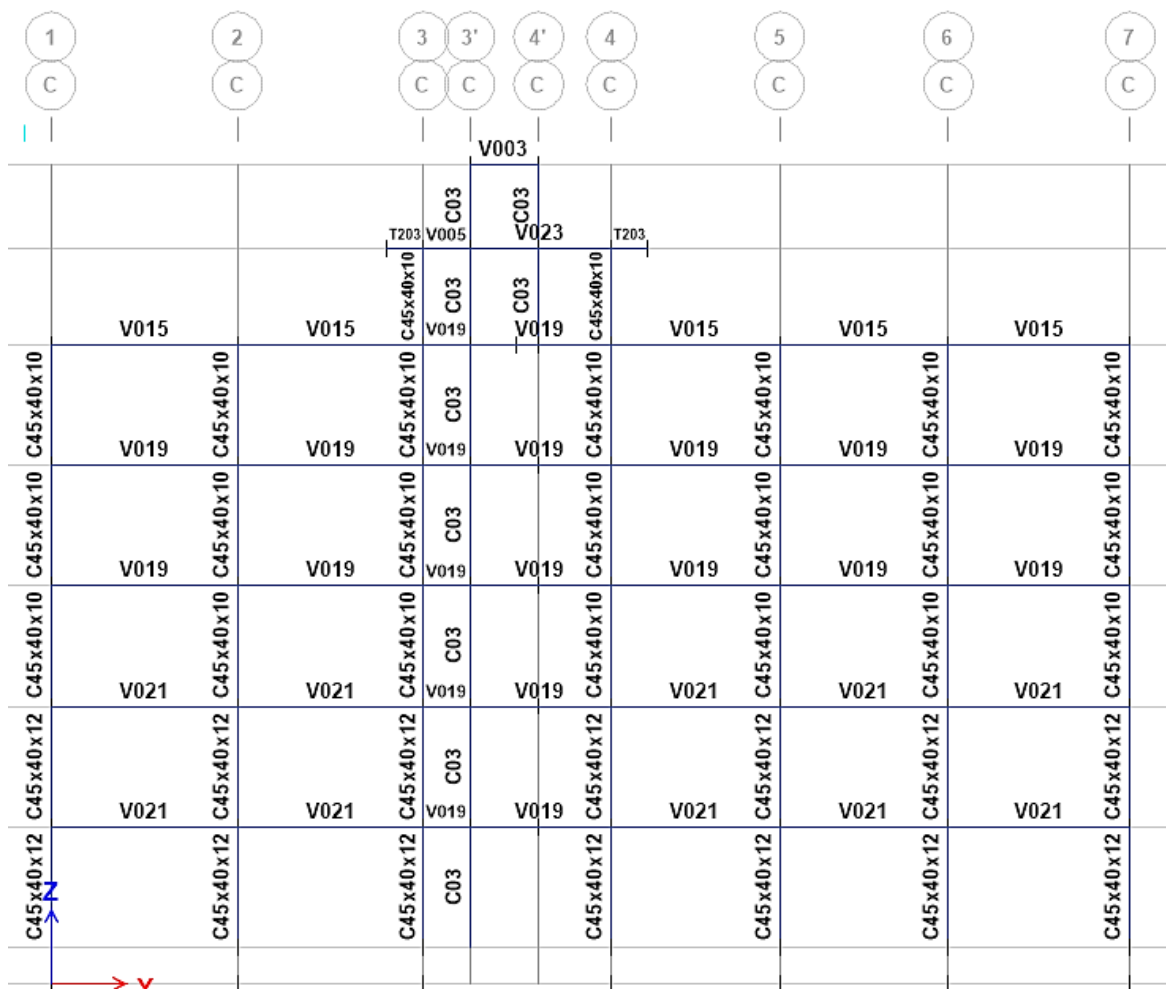 1 2 3 3' 4' 4 5 6 7
C C C C C C C C C
V003
C03 C03
T203 V005 V023 T203
C45x40x10 C03 C03 C45x40x10
V015 V015 V019 V019 V015 V015 V015
C45x40x10 C45x40x10 C45x40x10 C03 C45x40x10 C45x40x10 C45x40x10 C45x40x10
V019 V019 V019 V019 V019 V019 V019
C45x40x10 C45x40x10 C45x40x10 C03 C45x40x10 C45x40x10 C45x40x10 C45x40x10
V019 V019 V019 V019 V019 V019 V019
C45x40x10 C45x40x10 C45x40x10 C03 C45x40x10 C45x40x10 C45x40x10 C45x40x10
V021 V021 V019 V019 V021 V021 V021
C45x40x12 C45x40x12 C45x40x12 C03 C45x40x12 C45x40x12 C45x40x12 C45x40x12
V021 V021 V019 V019 V021 V021 V021
C45x40x12 C45x40x12 C45x40x12 C03 C45x40x12 C45x40x12 C45x40x12 C45x40x12
Z